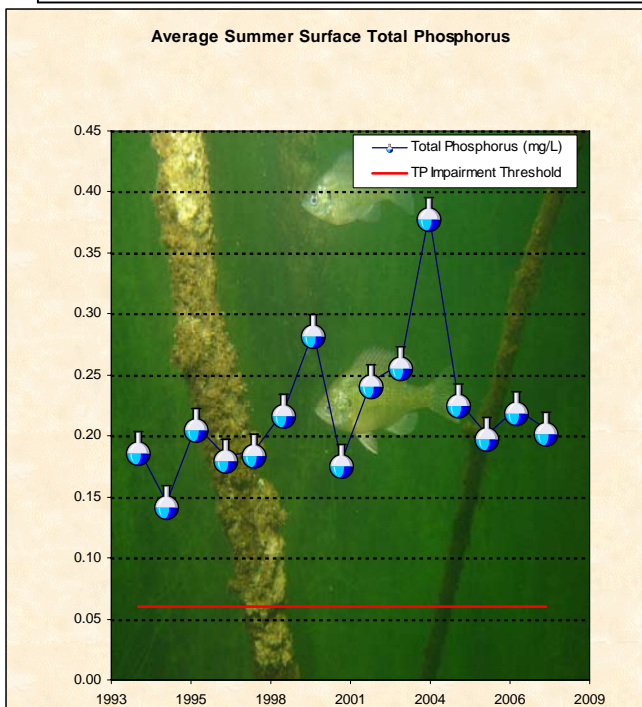 Average Summer Surface Total Phosphorus
Total Phosphorus (mg/L)
TP Impairment Threshold
0.45
0.40
0.35
0.30
0.25
0.20
0.15
0.10
0.05
0.00
1993 1995 1998 2001 2004 2006 2009